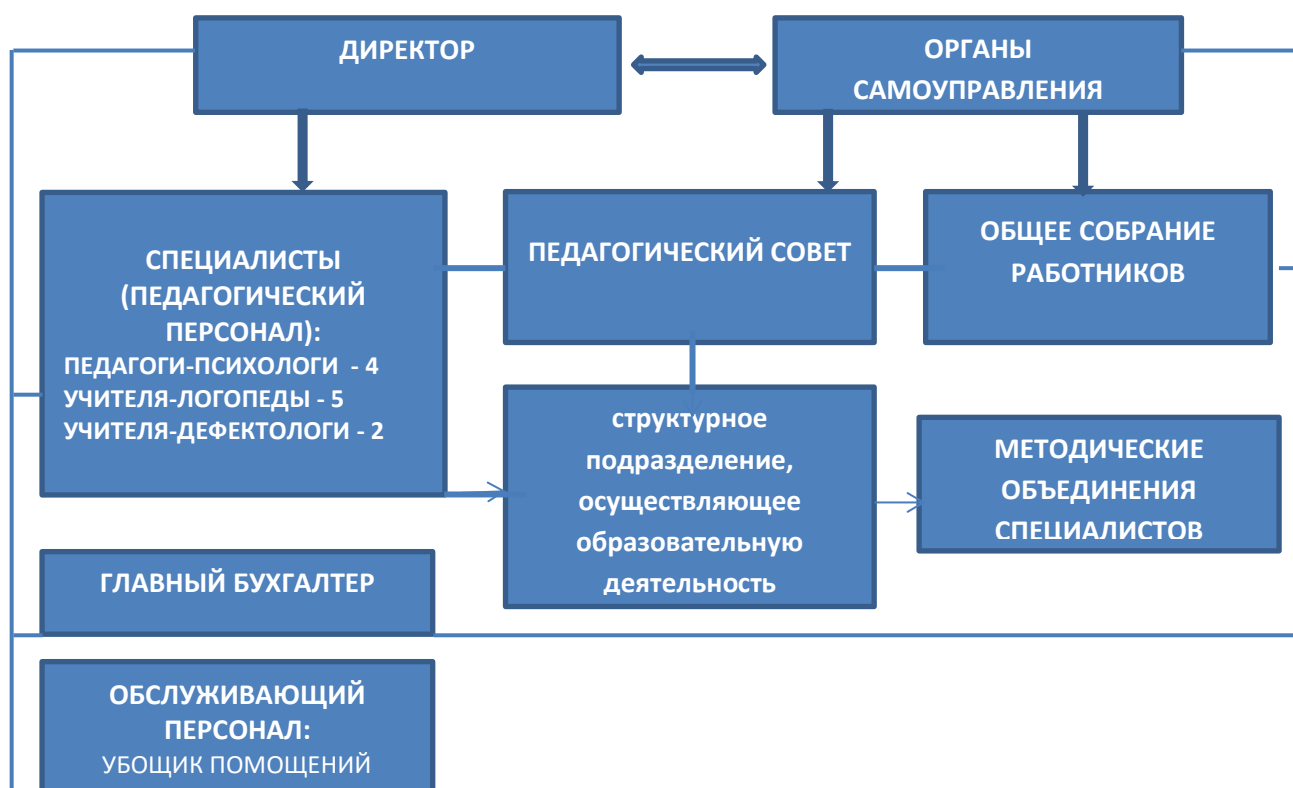 ДИРЕКТОР
ОРГАНЫ
САМОУПРАВЛЕНИЯ
СПЕЦИАЛИСТЫ
(ПЕДАГОГИЧЕСКИЙ
ПЕРСОНАЛ):
ПЕДАГОГИ-ПСИХОЛОГИ - 4
УЧИТЕЛЯ-ЛОГОПЕДЫ - 5
УЧИТЕЛЯ-ДЕФЕКТОЛОГИ - 2
ПЕДАГОГИЧЕСКИЙ СОВЕТ
ОБЩЕЕ СОБРАНИЕ
РАБОТНИКОВ
структурное
подразделение,
осуществляющее
образовательную
деятельность
МЕТОДИЧЕСКИЕ
ОБЪЕДИНЕНИЯ
СПЕЦИАЛИСТОВ
ГЛАВНЫЙ БУХГАЛТЕР
ОБСЛУЖИВАЮЩИЙ
ПЕРСОНАЛ:
УБОЩИК ПОМОЩЕНИЙ